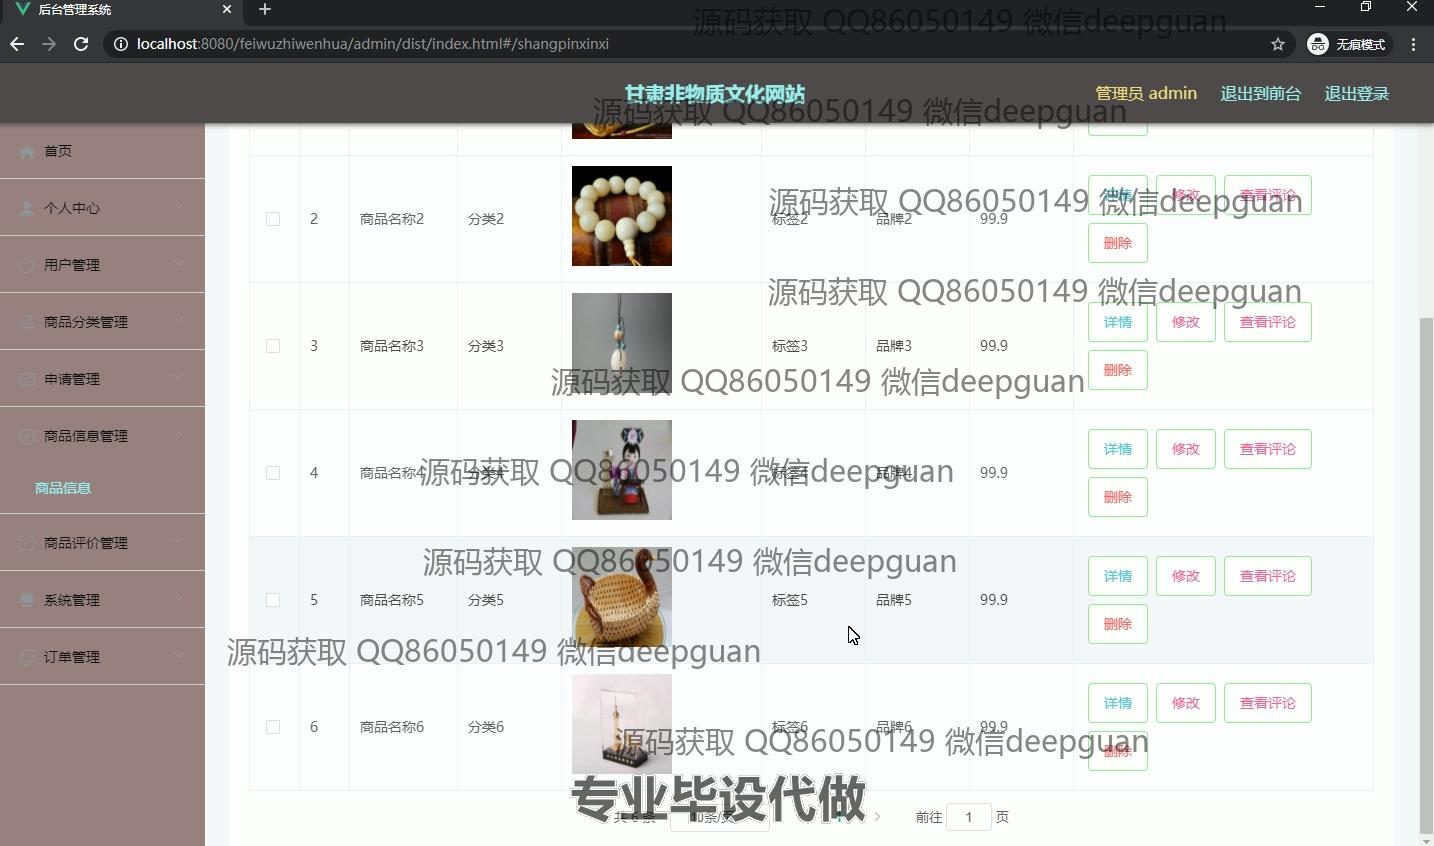 后台管理系统
源码获取 QQ86050149 微信deepguan
localhost:8080/feiwuzhiwenhua/admin/dist/index.html#/shangpinxinxi
无痕模式
甘肃非物质文化网站
管理员 admin
退出到前台
退出登录
源码获取 QQ86050149 微信deepguan
首页
个人中心
用户管理
商品分类管理
申请管理
商品信息管理
商品信息
商品评价管理
系统管理
订单管理
源码获取 QQ86050149 微信deepguan
2 商品名称2 分类2 标签2 品牌2 99.9 详情 修改 查看评论
删除
源码获取 QQ86050149 微信deepguan
3 商品名称3 分类3 标签3 品牌3 99.9 详情 修改 查看评论
删除
源码获取 QQ86050149 微信deepguan
4 商品名称4 分类4 标签4 品牌4 99.9 详情 修改 查看评论
删除
源码获取 QQ86050149 微信deepguan
源码获取 QQ86050149 微信deepguan
5 商品名称5 分类5 标签5 品牌5 99.9 详情 修改 查看评论
删除
源码获取 QQ86050149 微信deepguan
6 商品名称6 分类6 标签6 品牌6 99.9 详情 修改 查看评论
删除
源码获取 QQ86050149 微信deepguan
专业毕设代做
共 6 条 10条/页 1 前往 1 页